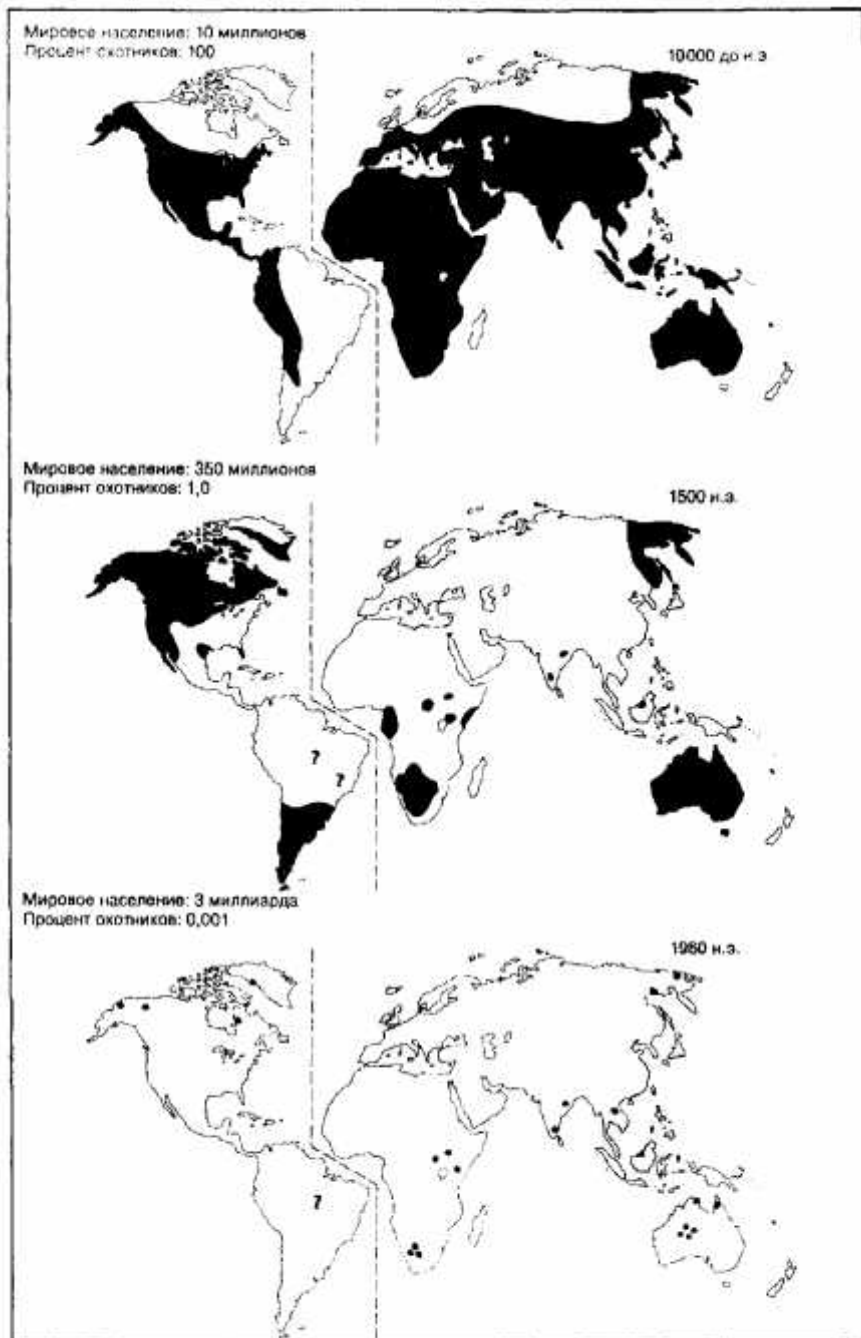 Мировое население: 10 миллионов
Процент охотников: 100
10000 до н.э.
Мировое население: 350 миллионов
Процент охотников: 1,0
1500 н.э.
?
?
Мировое население: 3 миллиарда
Процент охотников: 0,001
1960 н.э.
?